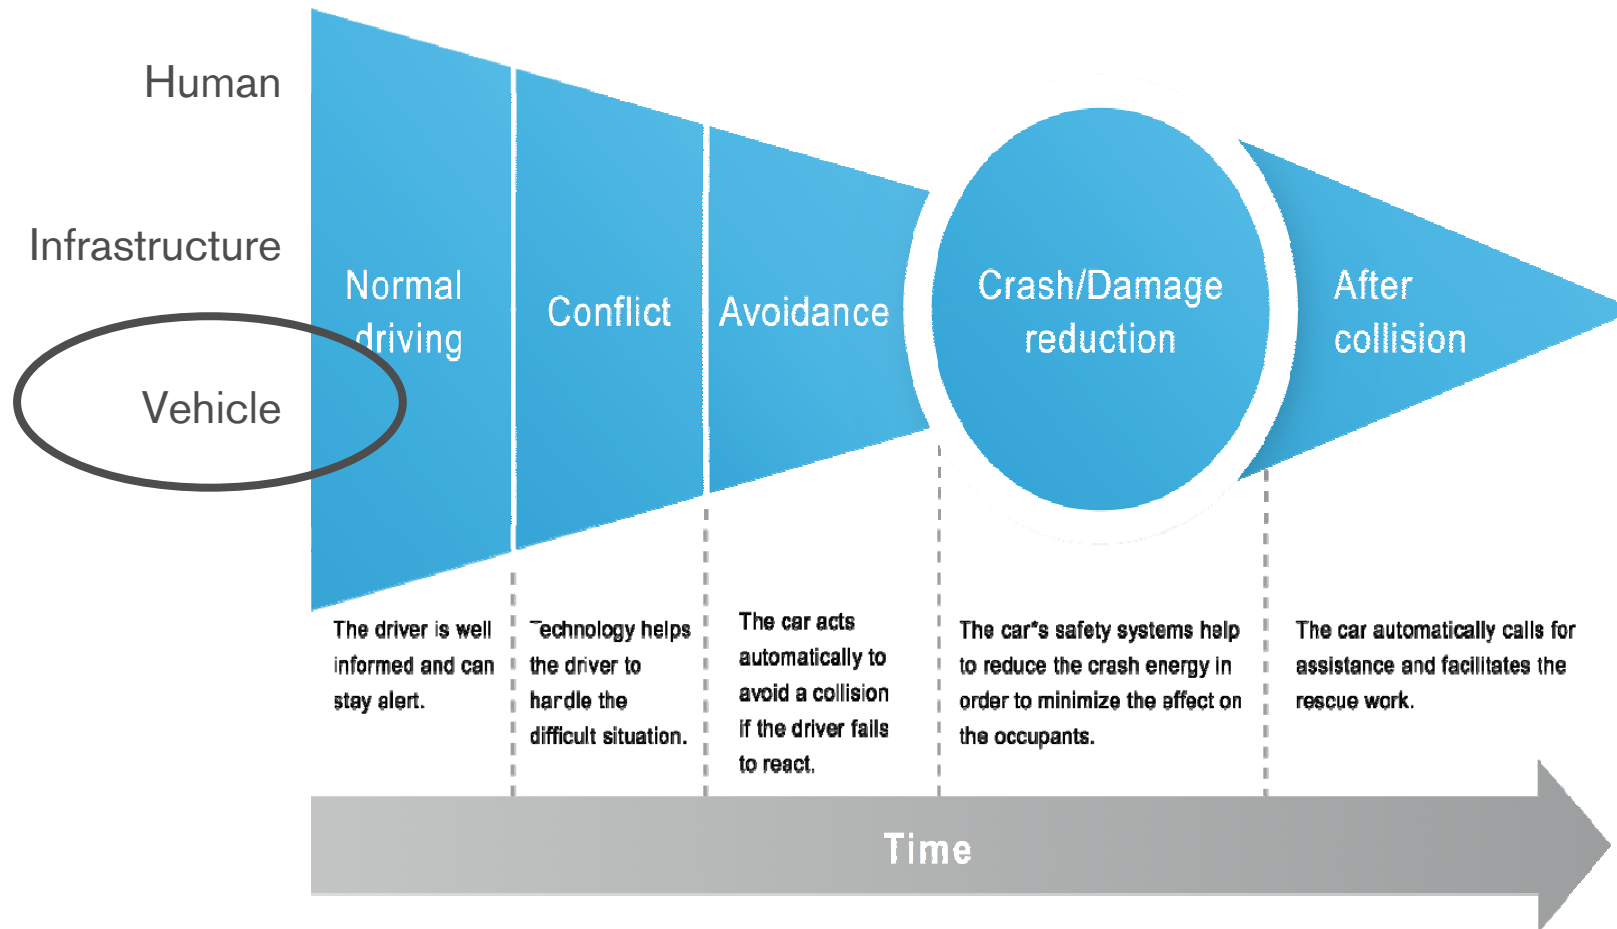 Human
Infrastructure
Vehicle
Normal
driving
Conflict
Avoidance
Crash/Damage
reduction
After
collision
The driver is well
informed and can
stay alert.
Technology helps
the driver to
handle the
difficult situation.
The car acts
automatically to
avoid a collision
if the driver fails
to react.
The car"s safety systems help
to reduce the crash energy in
order to minimize the effect on
the occupants.
The car automatically calls for
assistance and facilitates the
rescue work.
Time